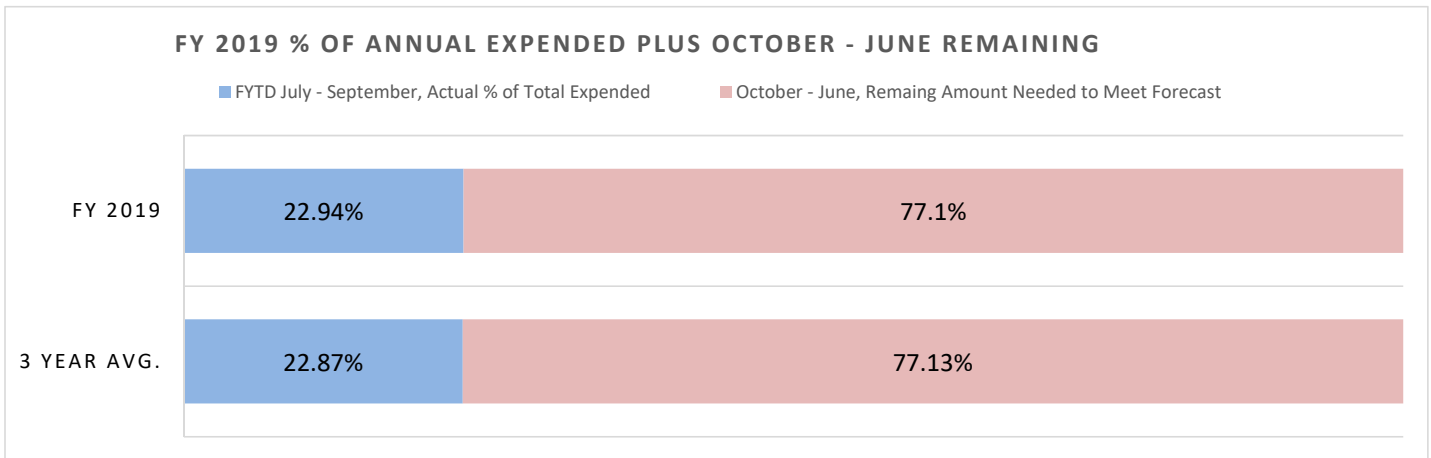 FY 2019 % OF ANNUAL EXPENDED PLUS OCTOBER - JUNE REMAINING
FYTD July - September, Actual % of Total Expended October - June, Remaing Amount Needed to Meet Forecast
FY 2019 22.94% 77.1%
3 YEAR AVG. 22.87% 77.13%